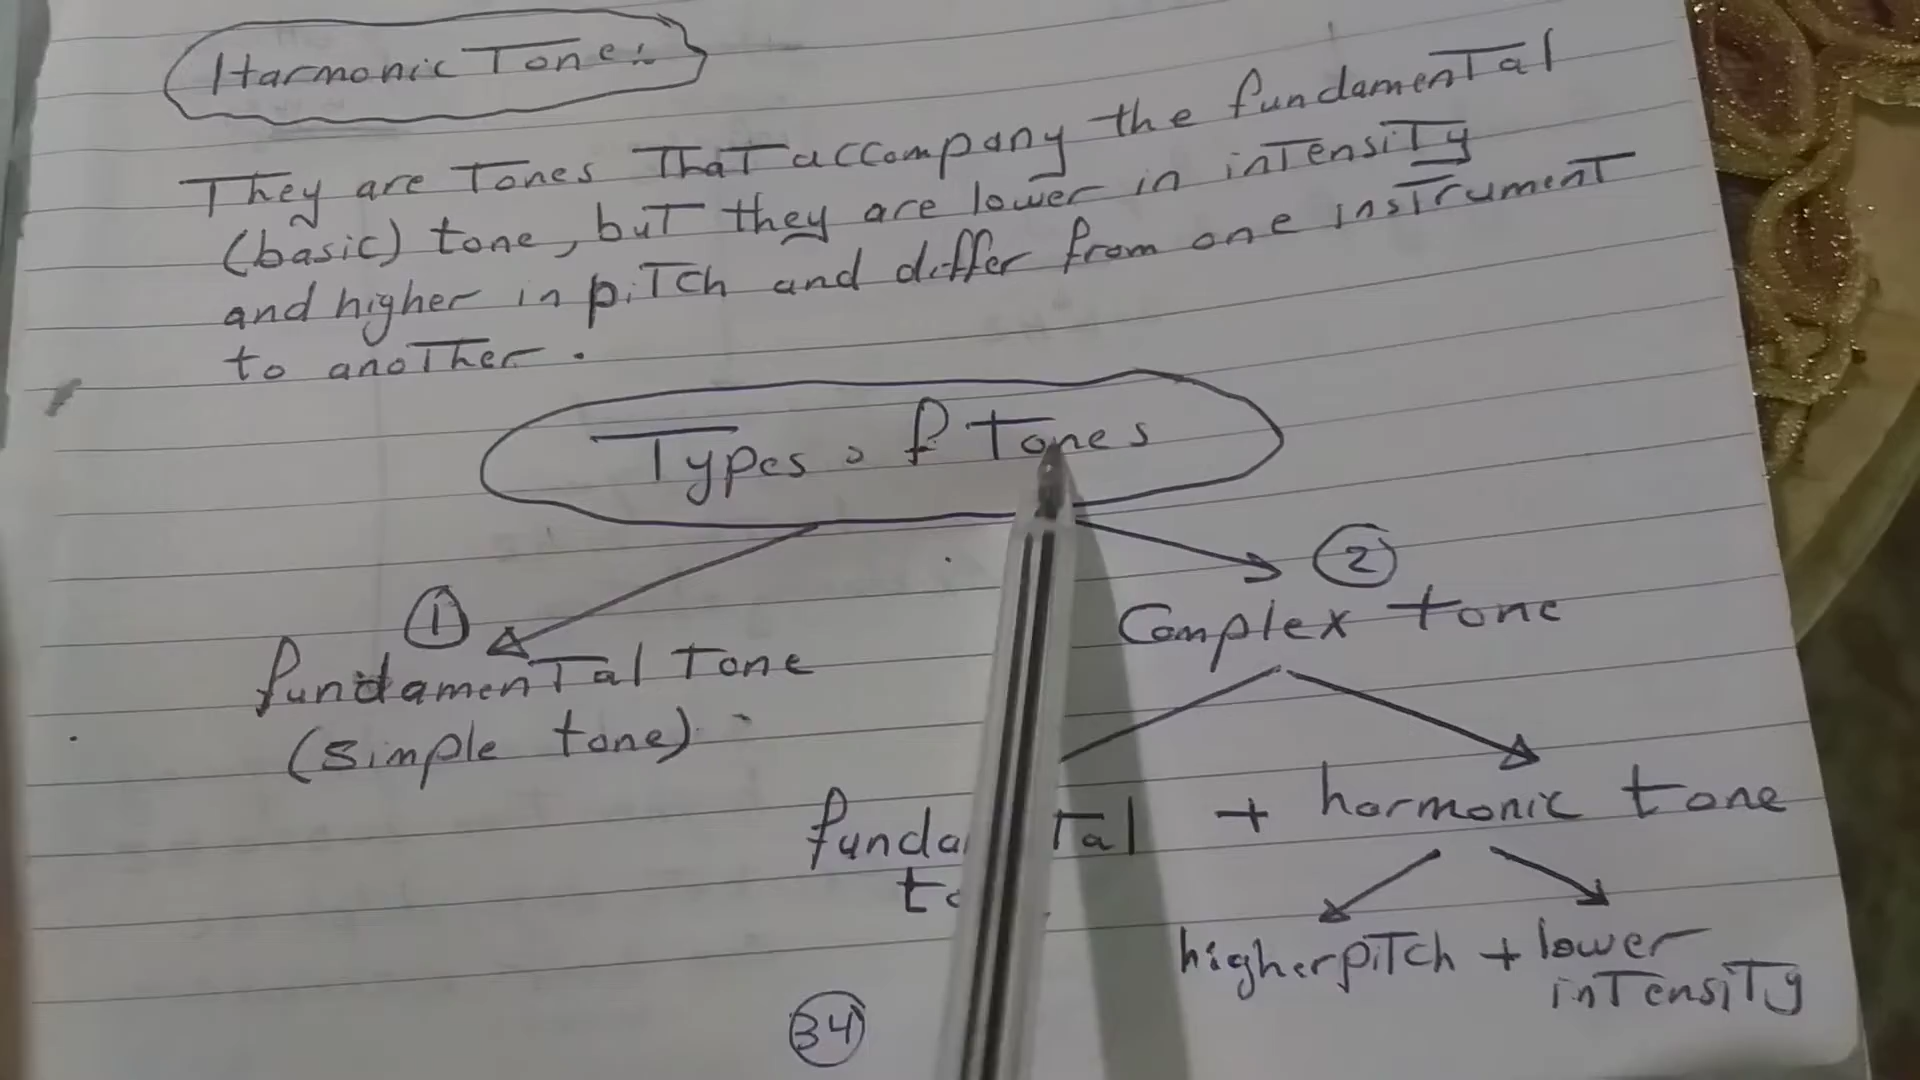 Harmonic Tone:
They are Tones That accompany the fundamental
(basic) tone, but they are lower in intensity
and higher in pitch and differ from one instrument
to another.
Types of Tones
① ②
fundamental Tone Complex tone
(simple tone)
+ harmonic tone
higher pitch + lower
intensity
34